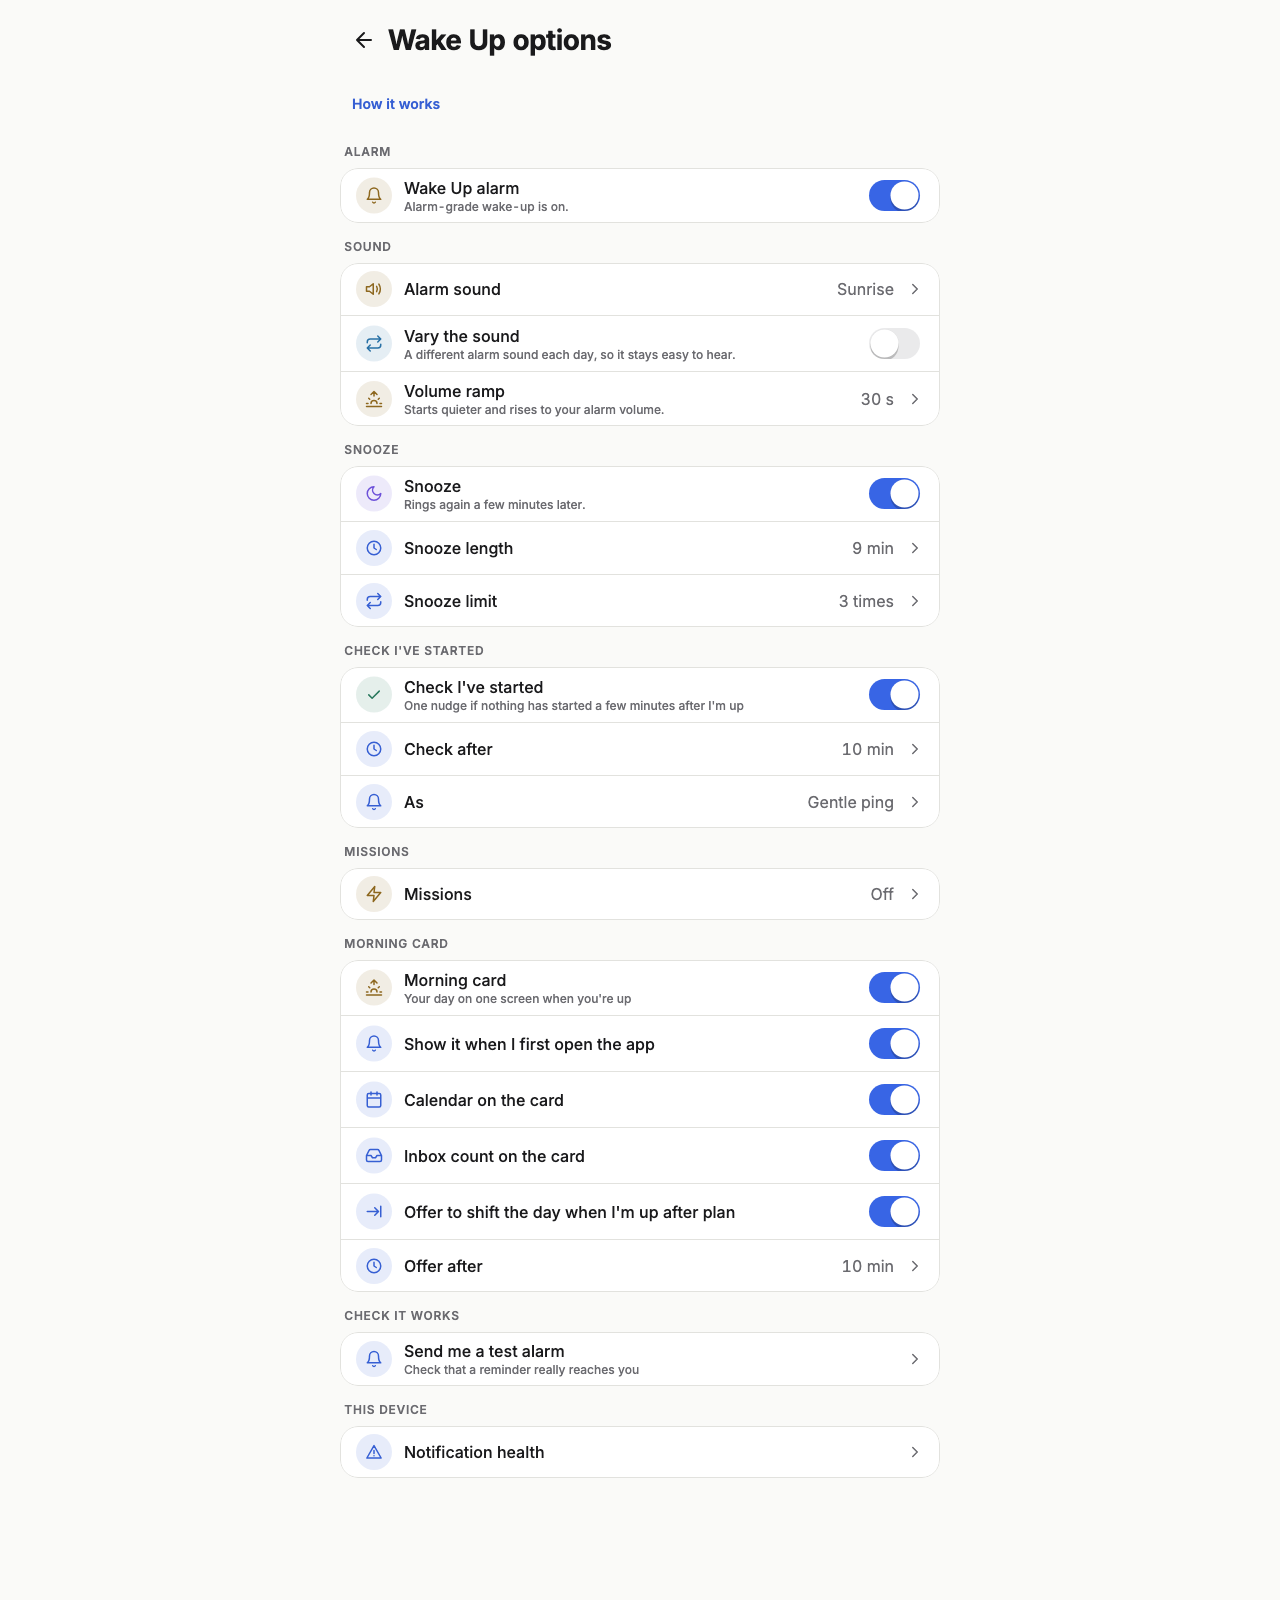 Wake Up options
How it works
ALARM
Wake Up alarm
Alarm-grade wake-up is on.
SOUND
Alarm sound
Sunrise
Vary the sound
A different alarm sound each day, so it stays easy to hear.
Volume ramp
Starts quieter and rises to your alarm volume.
30 s
SNOOZE
Snooze
Rings again a few minutes later.
Snooze length
9 min
Snooze limit
3 times
CHECK I'VE STARTED
Check I've started
One nudge if nothing has started a few minutes after I'm up
Check after
10 min
As
Gentle ping
MISSIONS
Missions
Off
MORNING CARD
Morning card
Your day on one screen when you're up
Show it when I first open the app
Calendar on the card
Inbox count on the card
Offer to shift the day when I'm up after plan
Offer after
10 min
CHECK IT WORKS
Send me a test alarm
Check that a reminder really reaches you
THIS DEVICE
Notification health